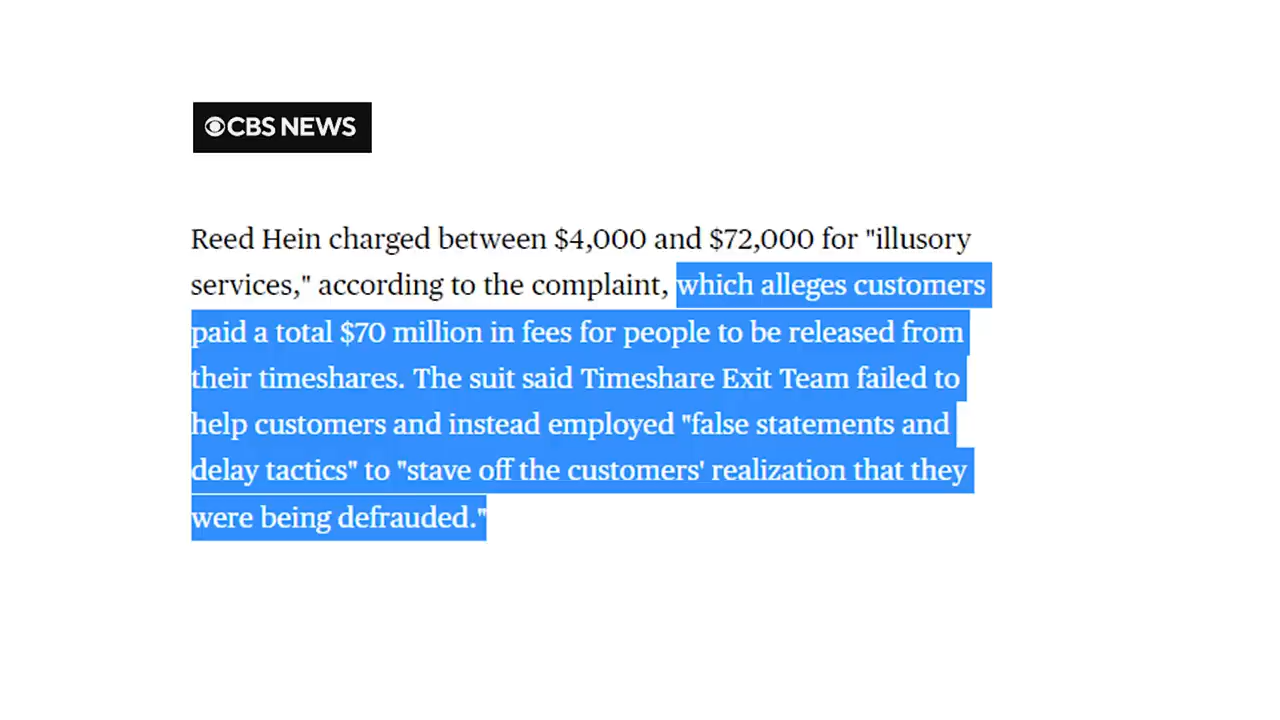 CBS NEWS
Reed Hein charged between $4,000 and $72,000 for "illusory
services," according to the complaint, which alleges customers
paid a total $70 million in fees for people to be released from
their timeshares. The suit said Timeshare Exit Team failed to
help customers and instead employed "false statements and
delay tactics" to "stave off the customers' realization that they
were being defrauded."